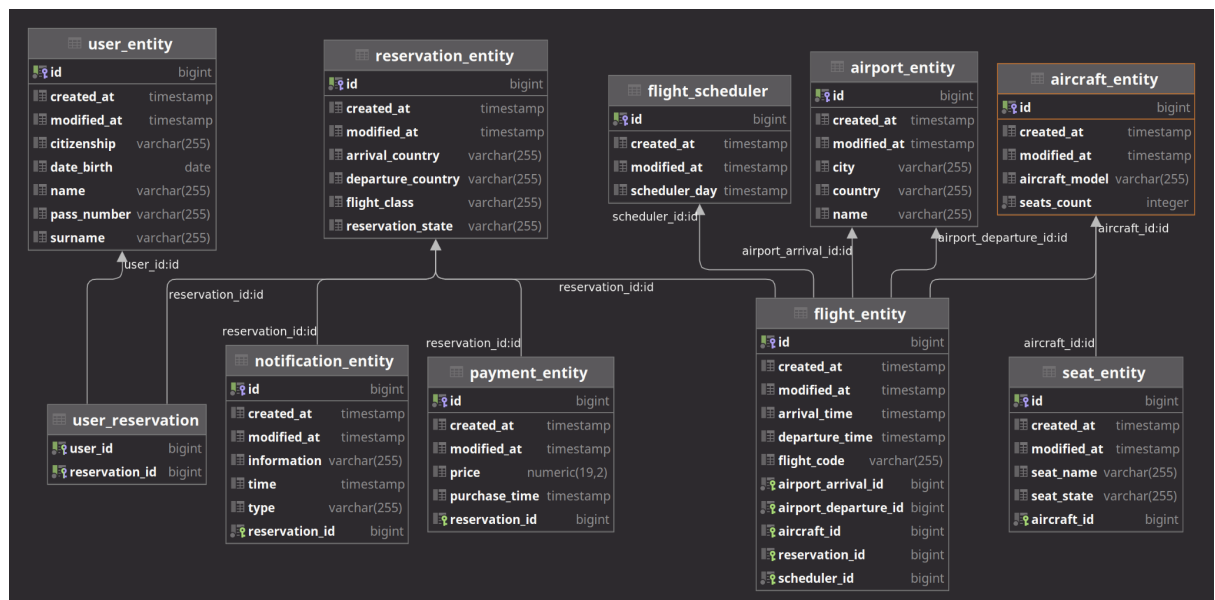 user_entity
id bigint
created_at timestamp
modified_at timestamp
citizenship varchar(255)
date_birth date
name varchar(255)
pass_number varchar(255)
surname varchar(255)
reservation_entity
id bigint
created_at timestamp
modified_at timestamp
arrival_country varchar(255)
departure_country varchar(255)
flight_class varchar(255)
reservation_state varchar(255)
flight_scheduler
id bigint
created_at timestamp
modified_at timestamp
scheduler_day timestamp
airport_entity
id bigint
created_at timestamp
modified_at timestamp
city varchar(255)
country varchar(255)
name varchar(255)
aircraft_entity
id bigint
created_at timestamp
modified_at timestamp
aircraft_model varchar(255)
seats_count integer
user_id:id
reservation_id:id
reservation_id:id
reservation_id:id
reservation_id:id
scheduler_id:id
airport_arrival_id:id
airport_departure_id:id
aircraft_id:id
aircraft_id:id
user_reservation
user_id bigint
reservation_id bigint
notification_entity
id bigint
created_at timestamp
modified_at timestamp
information varchar(255)
time timestamp
type varchar(255)
reservation_id bigint
payment_entity
id bigint
created_at timestamp
modified_at timestamp
price numeric(19,2)
purchase_time timestamp
reservation_id bigint
flight_entity
id bigint
created_at timestamp
modified_at timestamp
arrival_time timestamp
departure_time timestamp
flight_code varchar(255)
airport_arrival_id bigint
airport_departure_id bigint
aircraft_id bigint
reservation_id bigint
scheduler_id bigint
seat_entity
id bigint
created_at timestamp
modified_at timestamp
seat_name varchar(255)
seat_state varchar(255)
aircraft_id bigint